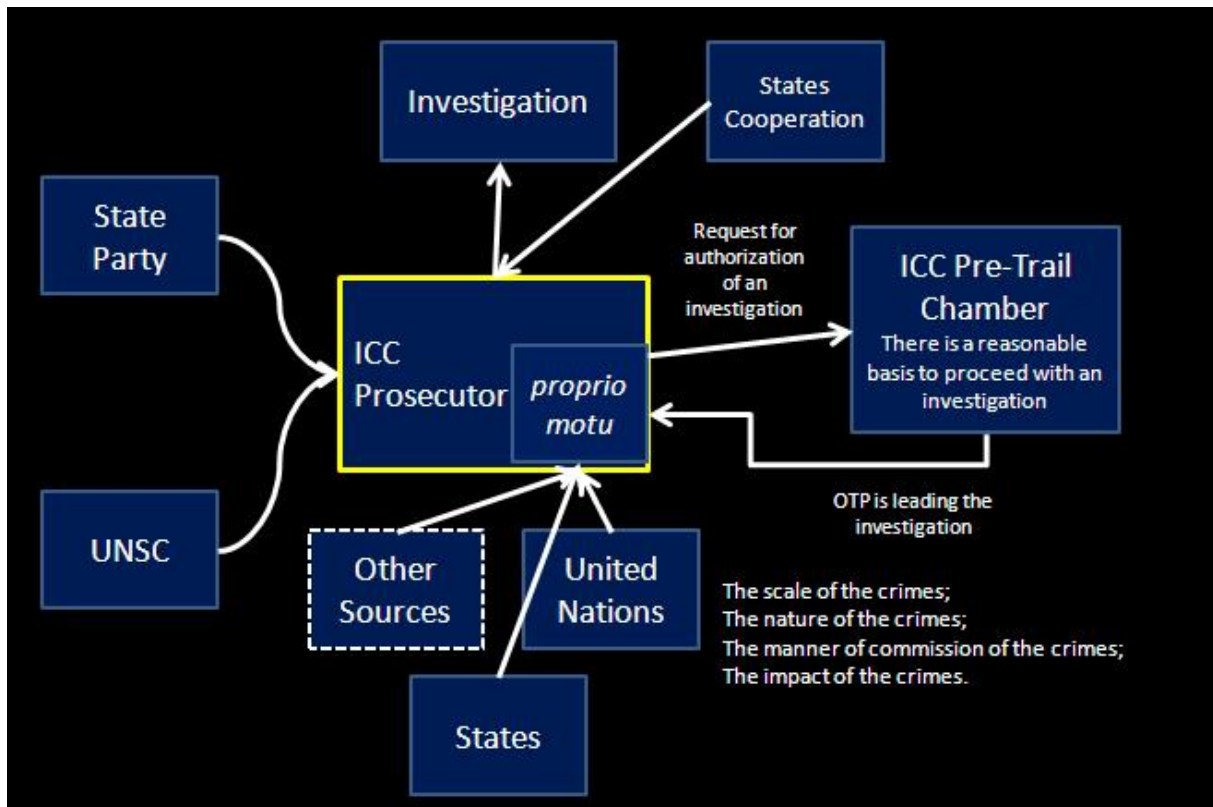 Investigation
States
Cooperation
State
Party
Request for
authorization
of an
investigation
ICC Pre-Trail
Chamber
There is a reasonable
basis to proceed with an
investigation
ICC
Prosecutor
proprio
motu
OTP is leading the
investigation
UNSC
Other
Sources
United
Nations
The scale of the crimes;
The nature of the crimes;
The manner of commission of the crimes;
The impact of the crimes.
States